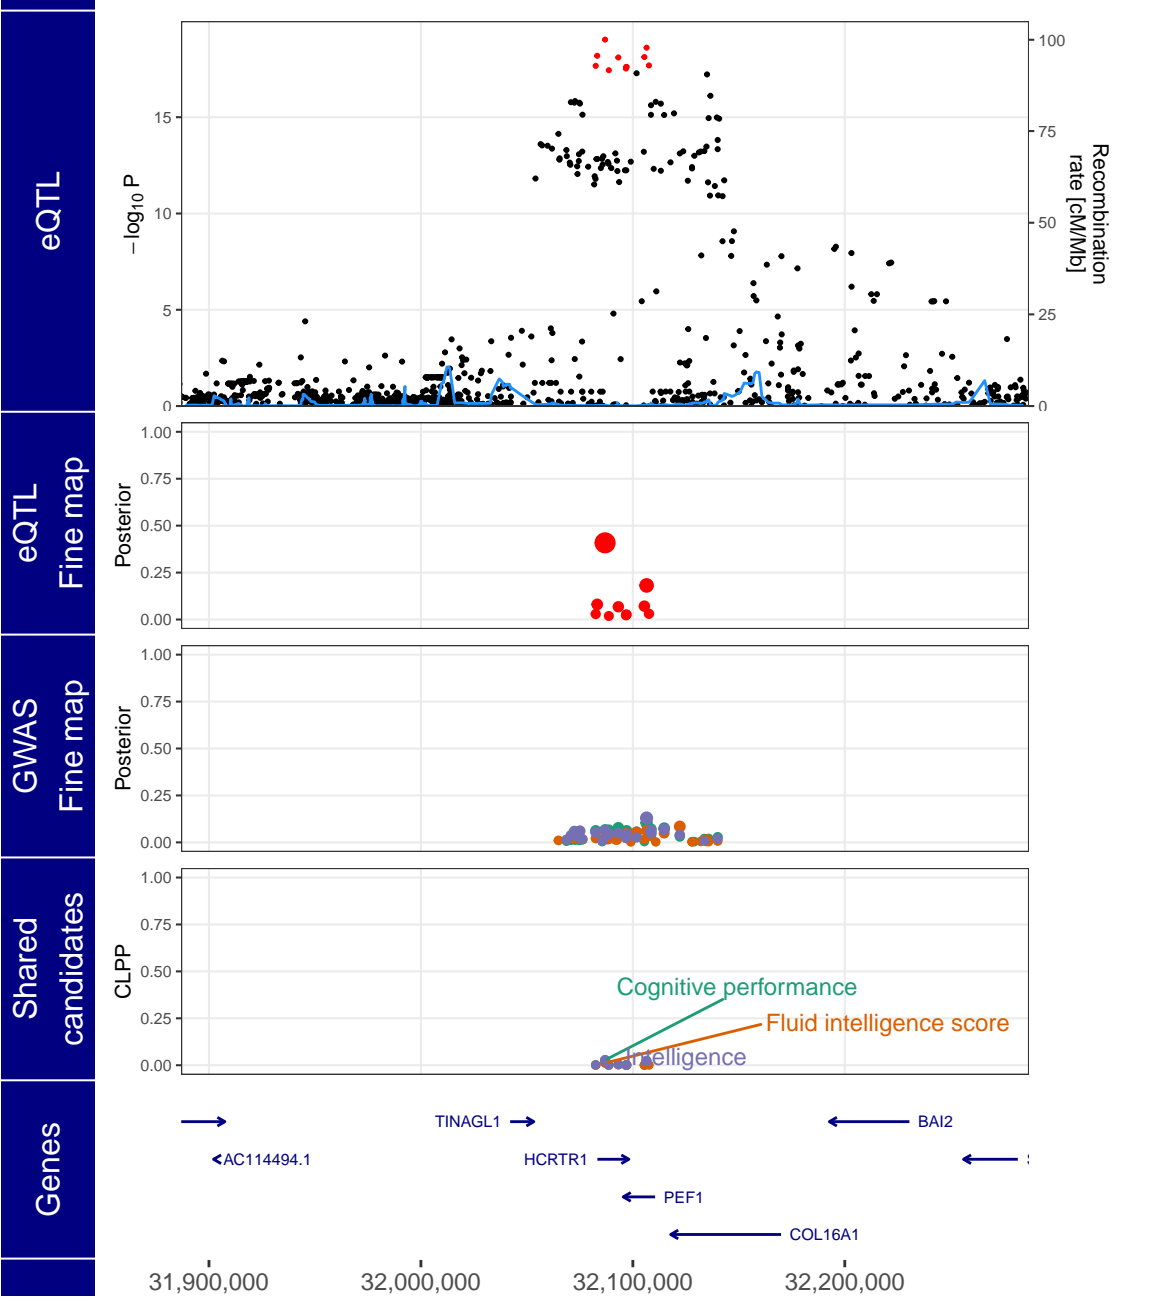 eQTL
−log10 P
15
10
5
0
100
75
50
25
0
Recombination
rate [cM/Mb]
eQTL
Fine map
Posterior
1.00
0.75
0.50
0.25
0.00
GWAS
Fine map
Posterior
1.00
0.75
0.50
0.25
0.00
Shared
candidates
CLPP
1.00
0.75
0.50
0.25
0.00
Cognitive performance
Fluid intelligence score
Intelligence
Genes
TINAGL1
BAI2
AC114494.1
HCRTR1
PEF1
COL16A1
31,900,000
32,000,000
32,100,000
32,200,000